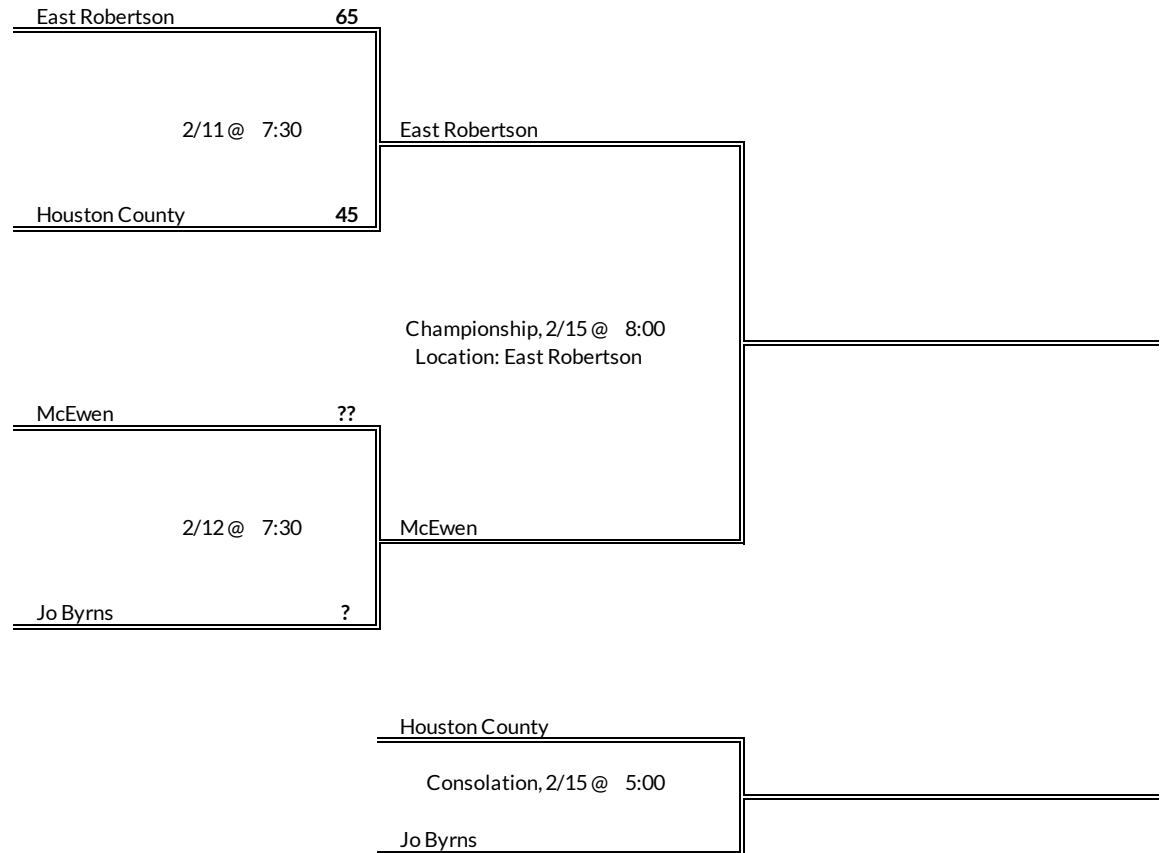 East Robertson 65
2/11 @ 7:30
East Robertson
Houston County 45
Championship, 2/15 @ 8:00
Location: East Robertson
McEwen ??
2/12 @ 7:30
McEwen
Jo Byrns ?
Houston County
Consolation, 2/15 @ 5:00
Jo Byrns